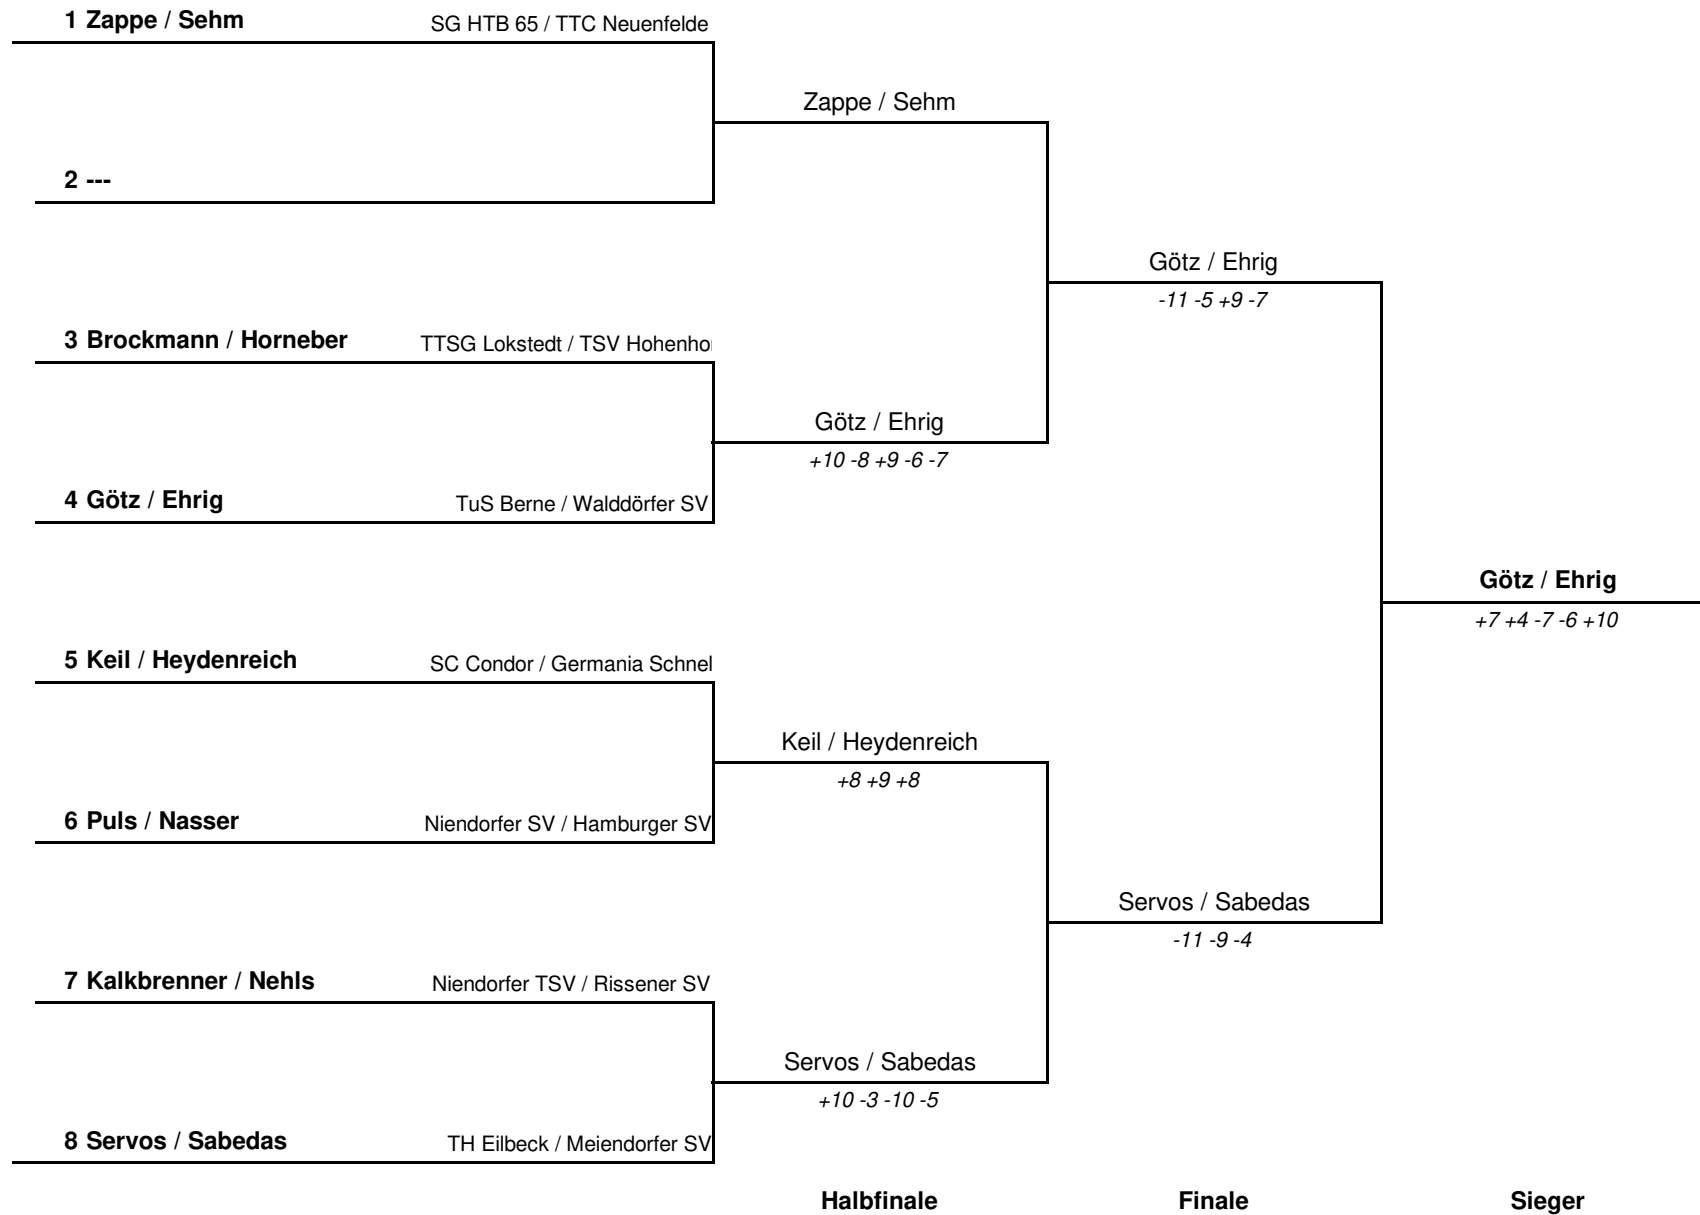 1 Zappe / Sehm SG HTB 65 / TTC Neuenfelde
Zappe / Sehm
2 ---
Götz / Ehrig
-11 -5 +9 -7
3 Brockmann / Horneber TTSG Lokstedt / TSV Hohenho
Götz / Ehrig
+10 -8 +9 -6 -7
4 Götz / Ehrig TuS Berne / Walddörfer SV
Götz / Ehrig
+7 +4 -7 -6 +10
5 Keil / Heydenreich SC Condor / Germania Schnel
Keil / Heydenreich
+8 +9 +8
6 Puls / Nasser Niendorfer SV / Hamburger SV
Servos / Sabedas
-11 -9 -4
7 Kalkbrenner / Nehls Niendorfer TSV / Rissener SV
Servos / Sabedas
+10 -3 -10 -5
8 Servos / Sabedas TH Eilbeck / Meiendorfer SV
Halbfinale Finale Sieger